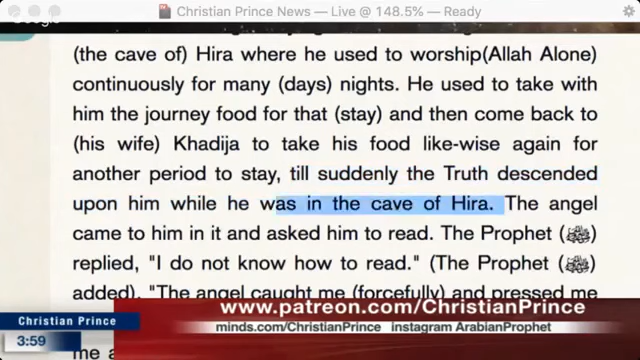 Christian Prince News — Live @ 148.5% — Ready
(the cave of) Hira where he used to worship(Allah Alone)
continuously for many (days) nights. He used to take with
him the journey food for that (stay) and then come back to
(his wife) Khadija to take his food like-wise again for
another period to stay, till suddenly the Truth descended
upon him while he was in the cave of Hira. The angel
came to him in it and asked him to read. The Prophet (ﷺ)
replied, "I do not know how to read." (The Prophet (ﷺ)
added), "The angel caught me (forcefully) and pressed me
www.patreon.com/ChristianPrince
Christian Prince
minds.com/ChristianPrince instagram ArabianProphet
3:59
me a